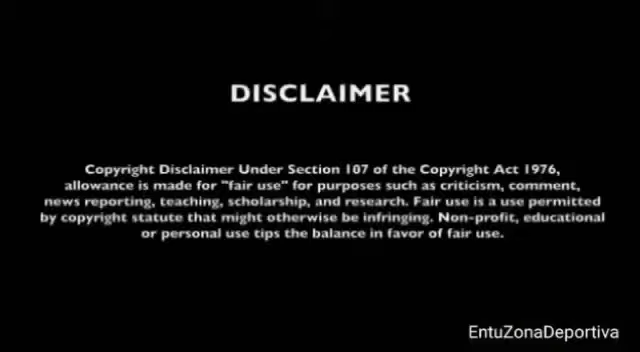 DISCLAIMER
Copyright Disclaimer Under Section 107 of the Copyright Act 1976,
allowance is made for "fair use" for purposes such as criticism, comment,
news reporting, teaching, scholarship, and research. Fair use is a use permitted
by copyright statute that might otherwise be infringing. Non-profit, educational
or personal use tips the balance in favor of fair use.
EntuZonaDeportiva